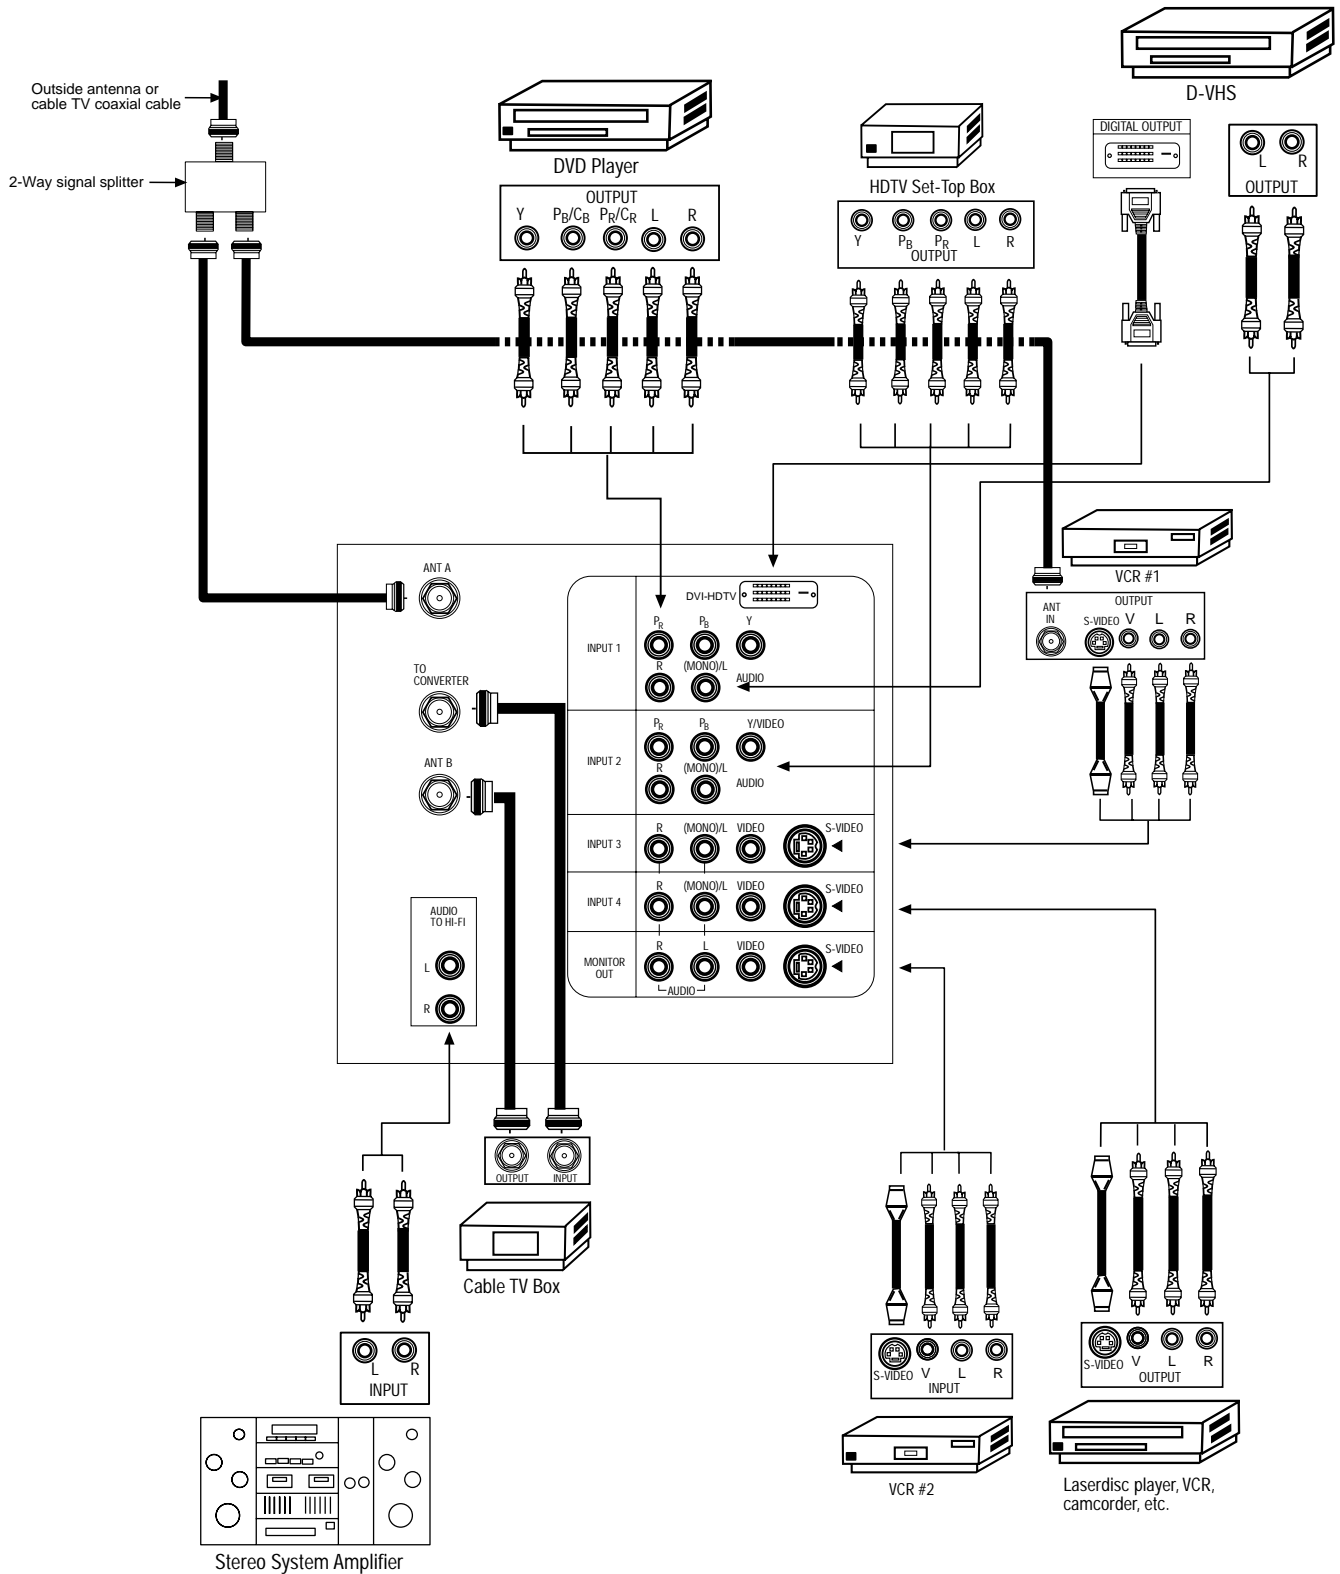 D-VHS
DIGITAL OUTPUT
L R
OUTPUT
Outside antenna or
cable TV coaxial cable
2-Way signal splitter
DVD Player
OUTPUT
Y PB/CB PR/CR L R
HDTV Set-Top Box
Y PB PR L R
OUTPUT
VCR #1
ANT
IN
OUTPUT
S-VIDEO V L R
ANT A
TO
CONVERTER
ANT B
AUDIO
TO HI-FI
L
R
DVI-HDTV
PR PB Y
INPUT 1
R (MONO)/L AUDIO
PR PB Y/VIDEO
INPUT 2
R (MONO)/L AUDIO
R (MONO)/L VIDEO S-VIDEO
INPUT 3
R (MONO)/L VIDEO S-VIDEO
INPUT 4
R L VIDEO S-VIDEO
MONITOR
OUT
AUDIO
OUTPUT INPUT
Cable TV Box
L R
INPUT
Stereo System Amplifier
S-VIDEO V L R
INPUT
VCR #2
S-VIDEO V L R
OUTPUT
Laserdisc player, VCR,
camcorder, etc.